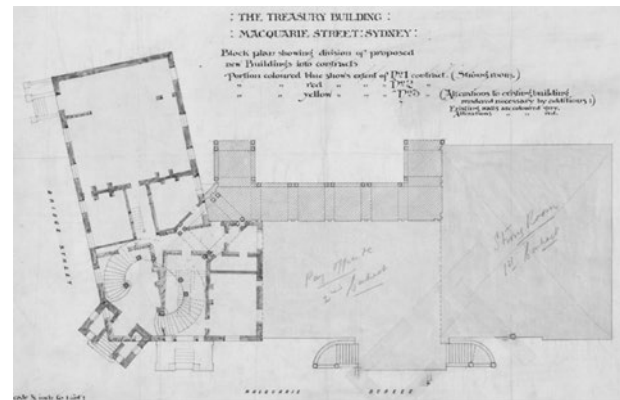 : THE TREASURY BUILDING :
: MACQUARIE STREET: SYDNEY :
Block plan showing division of proposed
new Buildings into contracts
Portion coloured blue shows extent of No 1 contract. (Strong room.)
" " red " " No 2 "
" " yellow " " No 3 " (Alterations to existing building
rendered necessary by additions :)
Existing walls as coloured grey.
Alterations " " red.
Pay office &
2nd Contract
Strong Room
1st Contract
MACQUARIE STREET